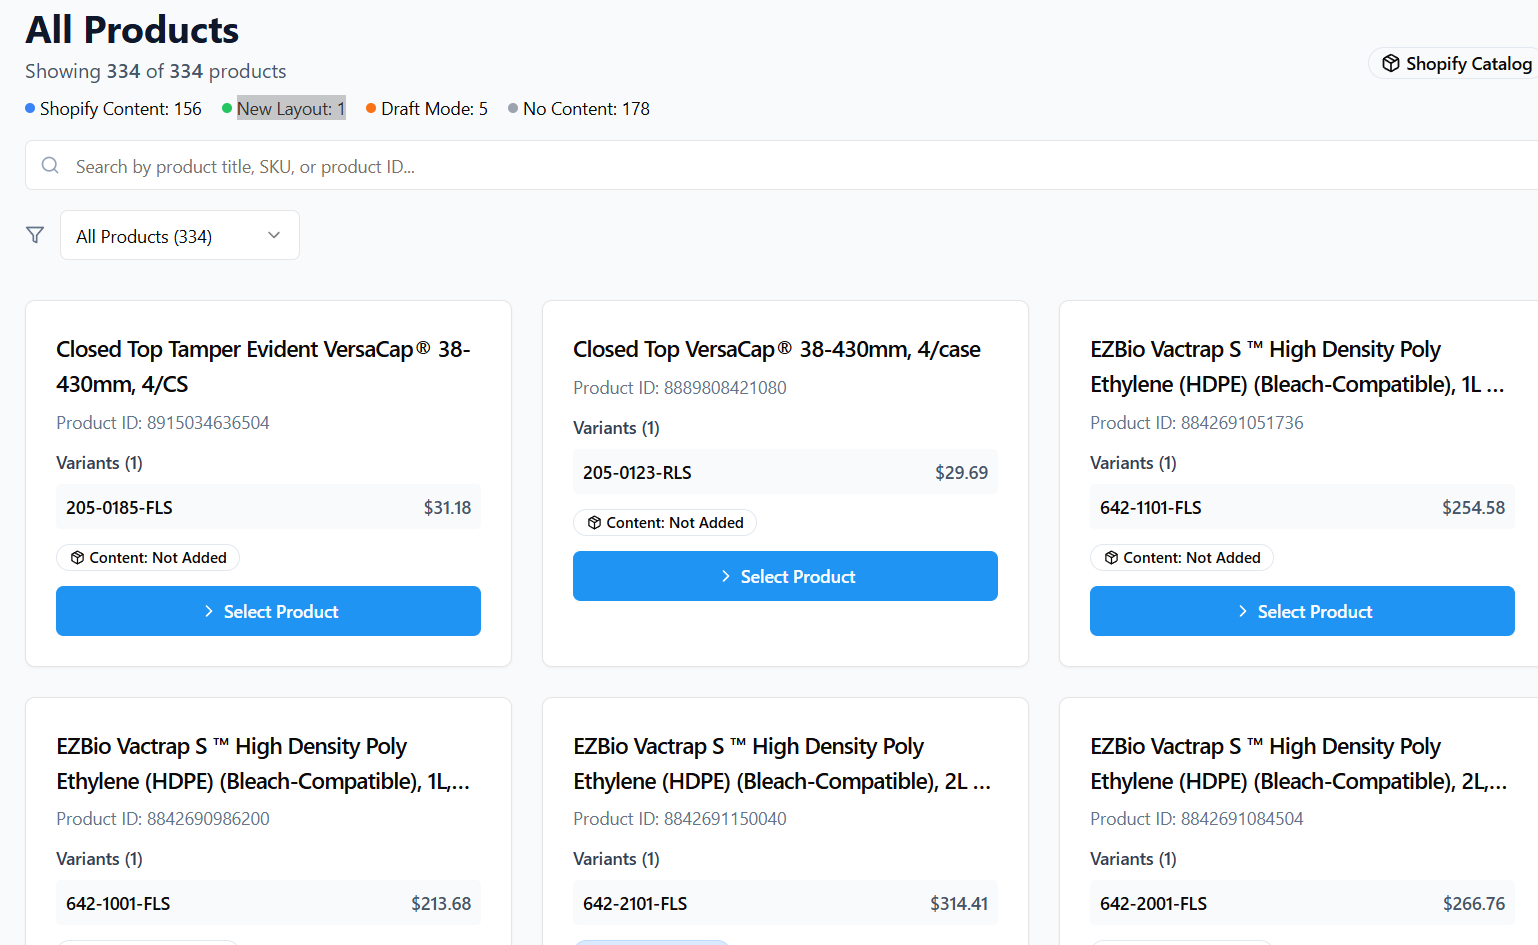 All Products
Showing 334 of 334 products
Shopify Catalog
Shopify Content: 156 New Layout: 1 Draft Mode: 5 No Content: 178
Search by product title, SKU, or product ID...
All Products (334)
Closed Top Tamper Evident VersaCap® 38-
430mm, 4/CS
Product ID: 8915034636504
Variants (1)
205-0185-FLS $31.18
Content: Not Added
Select Product
Closed Top VersaCap® 38-430mm, 4/case
Product ID: 8889808421080
Variants (1)
205-0123-RLS $29.69
Content: Not Added
Select Product
EZBio Vactrap S ™ High Density Poly
Ethylene (HDPE) (Bleach-Compatible), 1L ...
Product ID: 8842691051736
Variants (1)
642-1101-FLS $254.58
Content: Not Added
Select Product
EZBio Vactrap S ™ High Density Poly
Ethylene (HDPE) (Bleach-Compatible), 1L,...
Product ID: 8842690986200
Variants (1)
642-1001-FLS $213.68
EZBio Vactrap S ™ High Density Poly
Ethylene (HDPE) (Bleach-Compatible), 2L ...
Product ID: 8842691150040
Variants (1)
642-2101-FLS $314.41
EZBio Vactrap S ™ High Density Poly
Ethylene (HDPE) (Bleach-Compatible), 2L,...
Product ID: 8842691084504
Variants (1)
642-2001-FLS $266.76